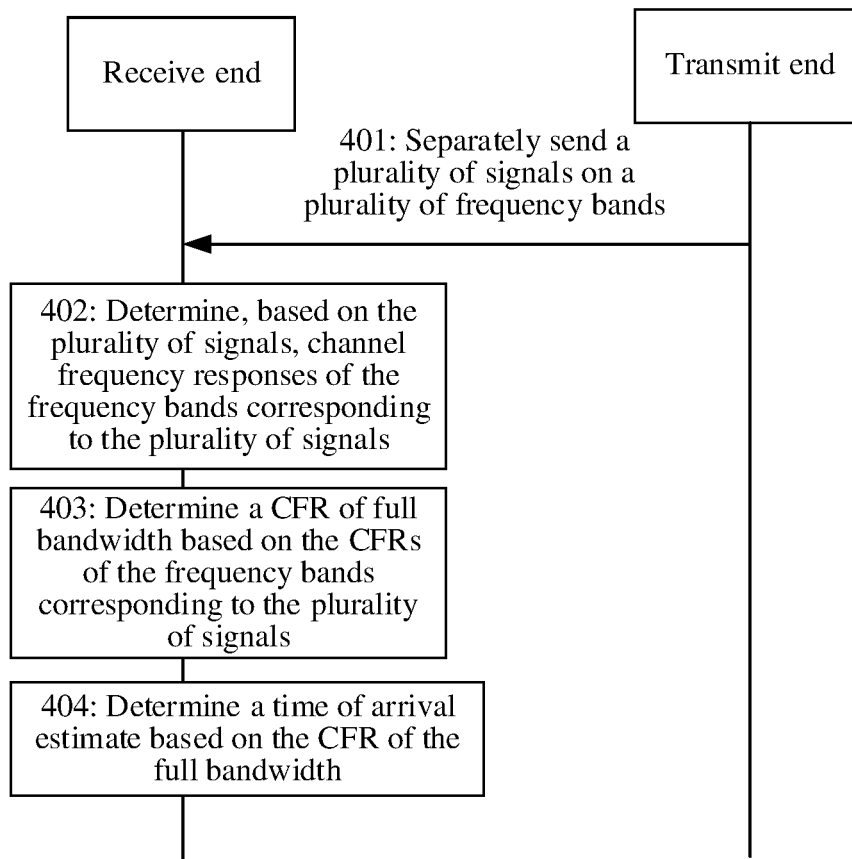 Receive end
Transmit end
401: Separately send a
plurality of signals on a
plurality of frequency bands
402: Determine, based on the
plurality of signals, channel
frequency responses of the
frequency bands corresponding
to the plurality of signals
403: Determine a CFR of full
bandwidth based on the CFRs
of the frequency bands
corresponding to the plurality
of signals
404: Determine a time of arrival
estimate based on the CFR of the
full bandwidth